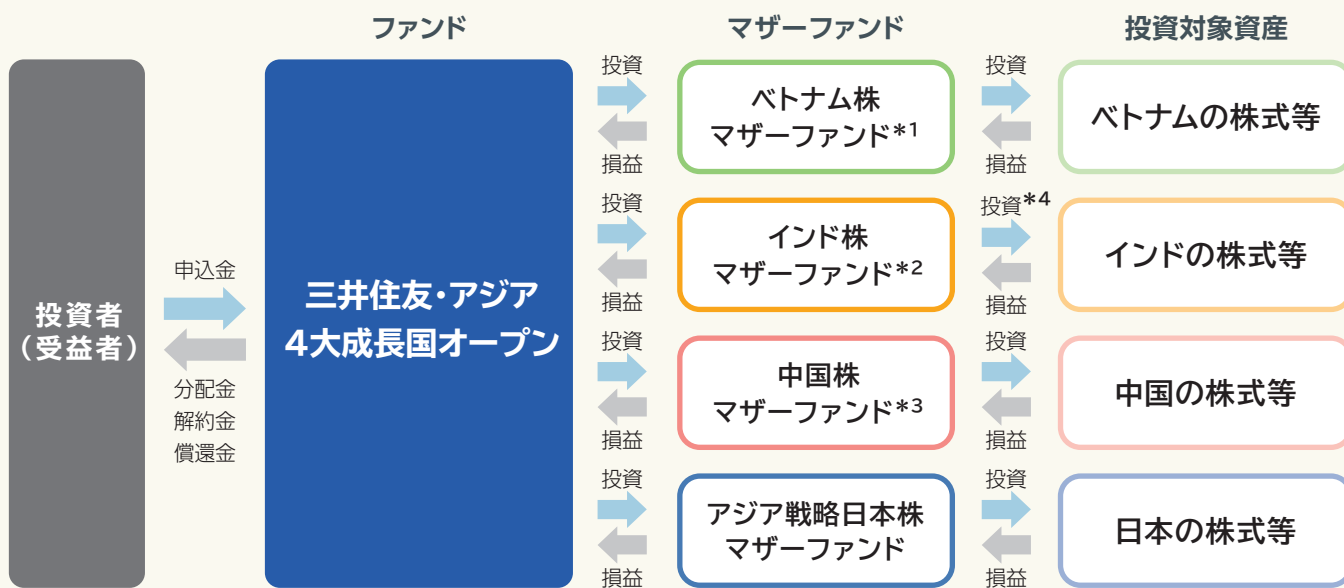 ファンド
マザーファンド
投資対象資産
投資者
（受益者）
申込金
分配金
解約金
償還金
三井住友・アジア
4大成長国オープン
投資
損益
ベトナム株
マザーファンド*1
投資
損益
ベトナムの株式等
投資
損益
インド株
マザーファンド*2
投資*4
損益
インドの株式等
投資
損益
中国株
マザーファンド*3
投資
損益
中国の株式等
投資
損益
アジア戦略日本株
マザーファンド
投資
損益
日本の株式等